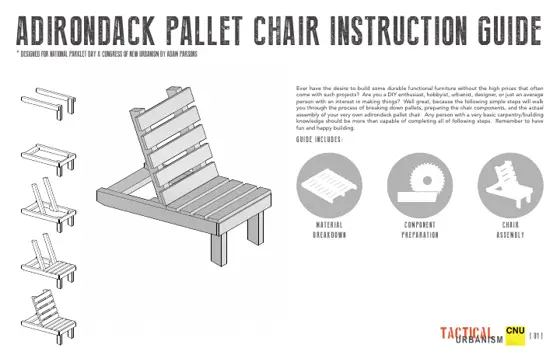 ADIRONDACK PALLET CHAIR INSTRUCTION GUIDE
* DESIGNED FOR NATIONAL PARKLET DAY X CONGRESS OF NEW URBANISM BY ADAM PARSONS
Ever have the desire to build some durable functional furniture without the high prices that often
come with such projects? Are you a DIY enthusiast, hobbyist, urbanist, designer, or just an average
person with an interest in making things? Well great, because the following simple steps will walk
you through the process of breaking down pallets, preparing the chair components, and the actual
assembly of your very own adirondack pallet chair. Any person with a very basic carpentry/building
knowledge should be more than capable of completing all of following steps. Remember to have
fun and happy building.
GUIDE INCLUDES:
MATERIAL
BREAKDOWN
COMPONENT
PREPARATION
CHAIR
ASSEMBLY
TACTICAL
URBANISM
CNU
[ 01 ]